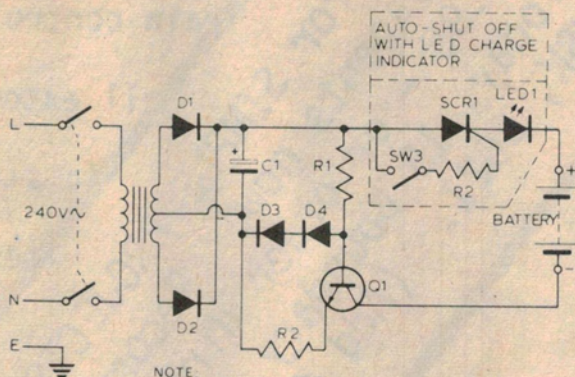 AUTO-SHUT OFF
WITH LED CHARGE
INDICATOR
D1
SCR1
LED1
L
+
C1
R1
SW3
R2
+
240V~
D3
D4
BATTERY
-
N
D2
Q1
E
R2
NOTE